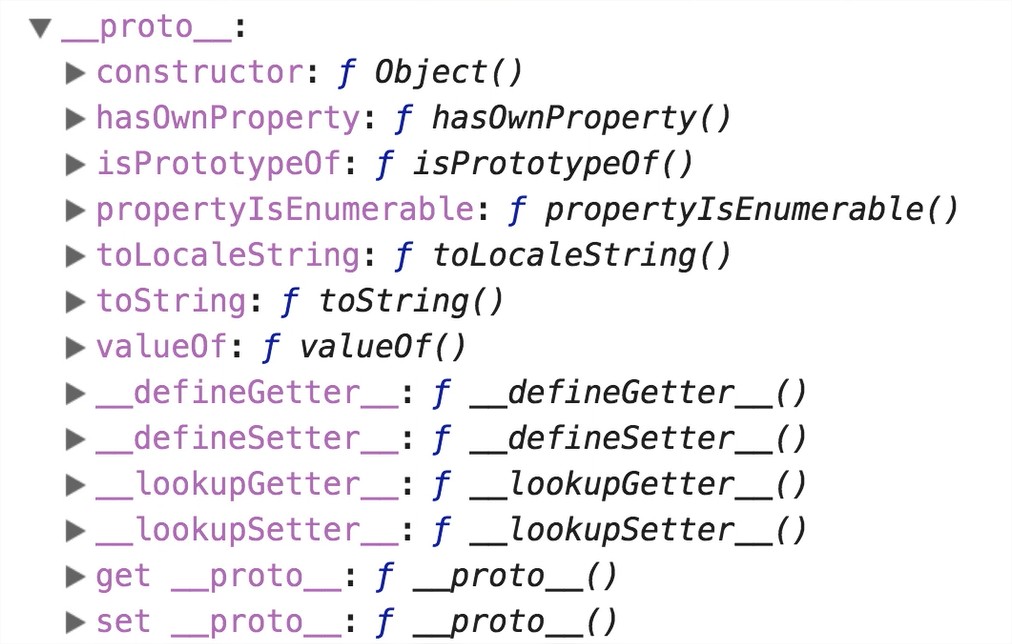 ▼ __proto__:
▶ constructor: ƒ Object()
▶ hasOwnProperty: ƒ hasOwnProperty()
▶ isPrototypeOf: ƒ isPrototypeOf()
▶ propertyIsEnumerable: ƒ propertyIsEnumerable()
▶ toLocaleString: ƒ toLocaleString()
▶ toString: ƒ toString()
▶ valueOf: ƒ valueOf()
▶ __defineGetter__: ƒ __defineGetter__()
▶ __defineSetter__: ƒ __defineSetter__()
▶ __lookupGetter__: ƒ __lookupGetter__()
▶ __lookupSetter__: ƒ __lookupSetter__()
▶ get __proto__: ƒ __proto__()
▶ set __proto__: ƒ __proto__()